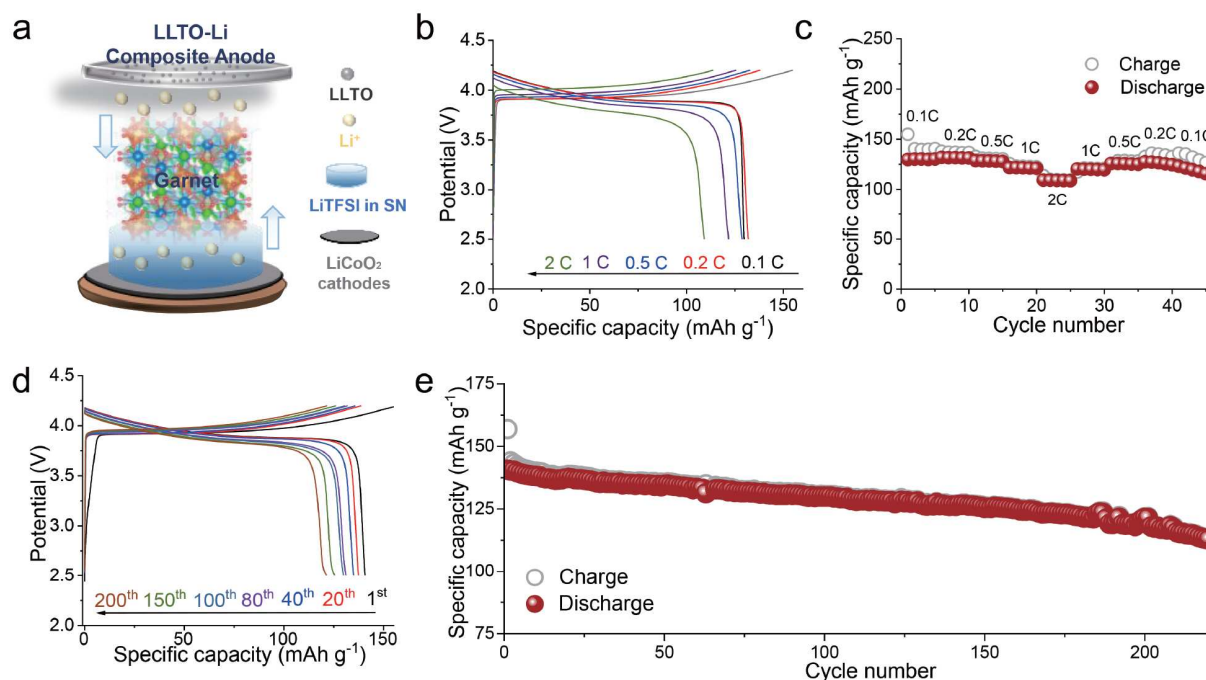 a
LLTO-Li
Composite Anode
LLTO
Li⁺
Garnet
LiTFSI in SN
LiCoO₂
cathodes
b
4.5
4.0
3.5
3.0
2.5
2.0
Potential (V)
2 C 1 C 0.5 C 0.2 C 0.1 C
0 50 100 150
Specific capacity (mAh g⁻¹)
c
250
200
150
100
50
0
Specific capacity (mAh g⁻¹)
Charge
Discharge
0.1C 0.2C 0.5C 1C 2C 1C 0.5C 0.2C 0.1C
0 10 20 30 40
Cycle number
d
4.5
4.0
3.5
3.0
2.5
2.0
Potential (V)
200th 150th 100th 80th 40th 20th 1st
0 50 100 150
Specific capacity (mAh g⁻¹)
e
175
150
125
100
75
Specific capacity (mAh g⁻¹)
Charge
Discharge
0 50 100 150 200
Cycle number